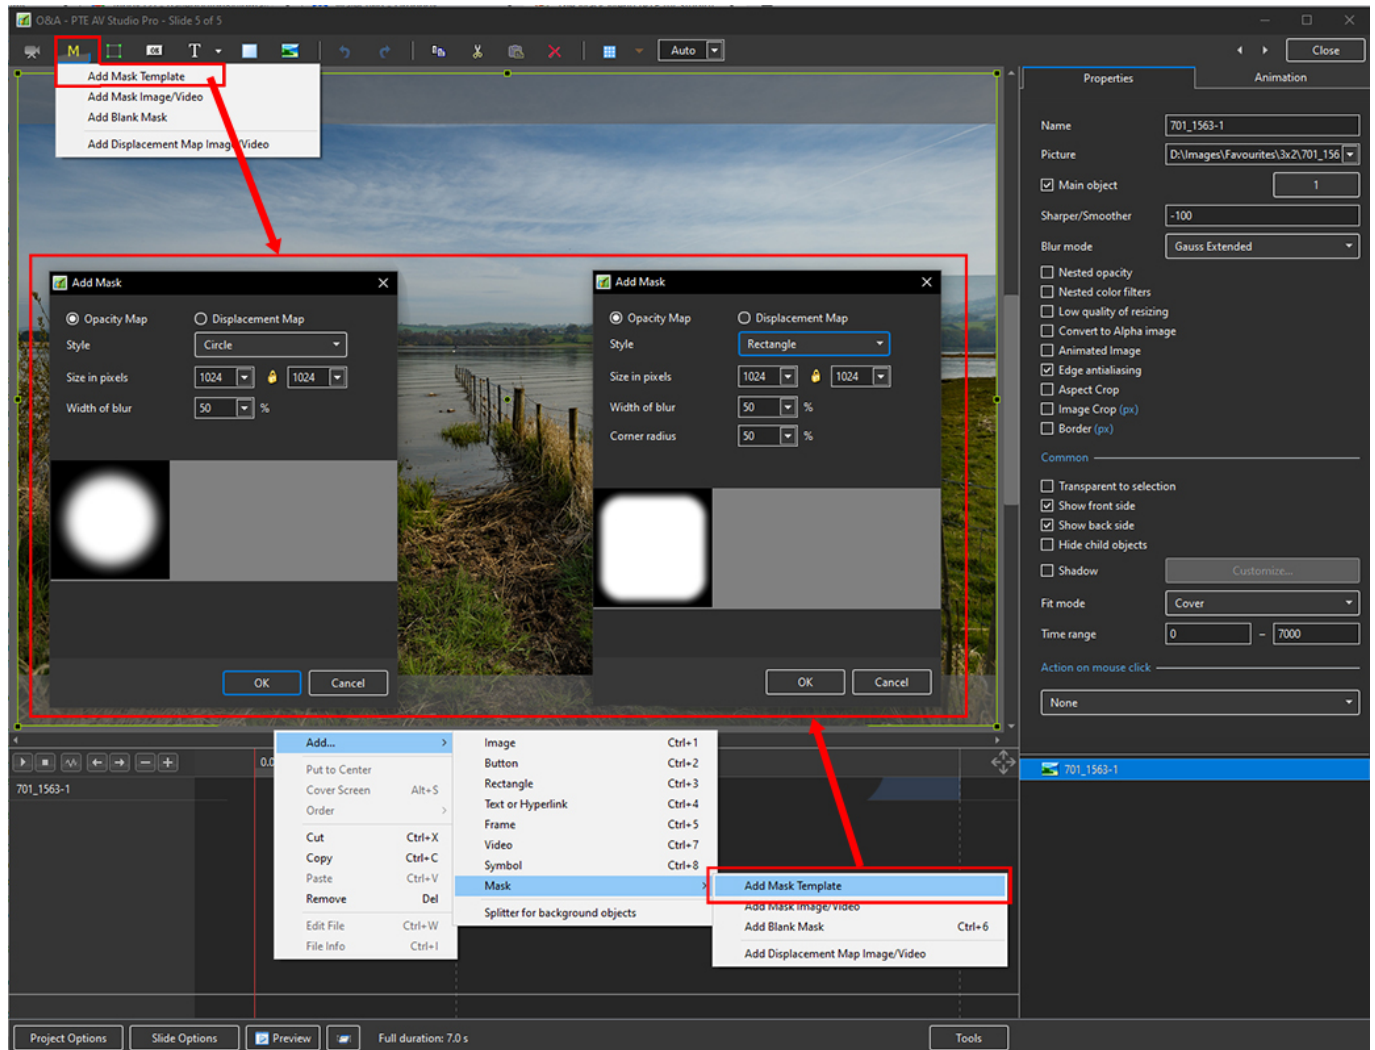 O&A - PTE AV Studio Pro - Slide 5 of 5
M OK T Auto Close
Add Mask Template
Add Mask Image/Video
Add Blank Mask
Add Displacement Map Image/Video
Add Mask
Opacity Map Displacement Map
Style Circle
Size in pixels 1024 1024
Width of blur 50 %
OK Cancel
Add Mask
Opacity Map Displacement Map
Style Rectangle
Size in pixels 1024 1024
Width of blur 50 %
Corner radius 50 %
OK Cancel
Properties Animation
Name 701_1563-1
Picture D:\Images\Favourites\3x2\701_156
Main object 1
Sharper/Smoother -100
Blur mode Gauss Extended
Nested opacity
Nested color filters
Low quality of resizing
Convert to Alpha image
Animated Image
Edge antialiasing
Aspect Crop
Image Crop (px)
Border (px)
Common
Transparent to selection
Show front side
Show back side
Hide child objects
Shadow Customize...
Fit mode Cover
Time range 0 – 7000
Action on mouse click
None
701_1563-1
0.0
701_1563-1
Add... >
Put to Center
Cover Screen Alt+S
Order >
Cut Ctrl+X
Copy Ctrl+C
Paste Ctrl+V
Remove Del
Edit File Ctrl+W
File Info Ctrl+I
Image Ctrl+1
Button Ctrl+2
Rectangle Ctrl+3
Text or Hyperlink Ctrl+4
Frame Ctrl+5
Video Ctrl+7
Symbol Ctrl+8
Mask >
Splitter for background objects
Add Mask Template
Add Mask Image/Video
Add Blank Mask Ctrl+6
Add Displacement Map Image/Video
Project Options Slide Options Preview Full duration: 7.0 s Tools